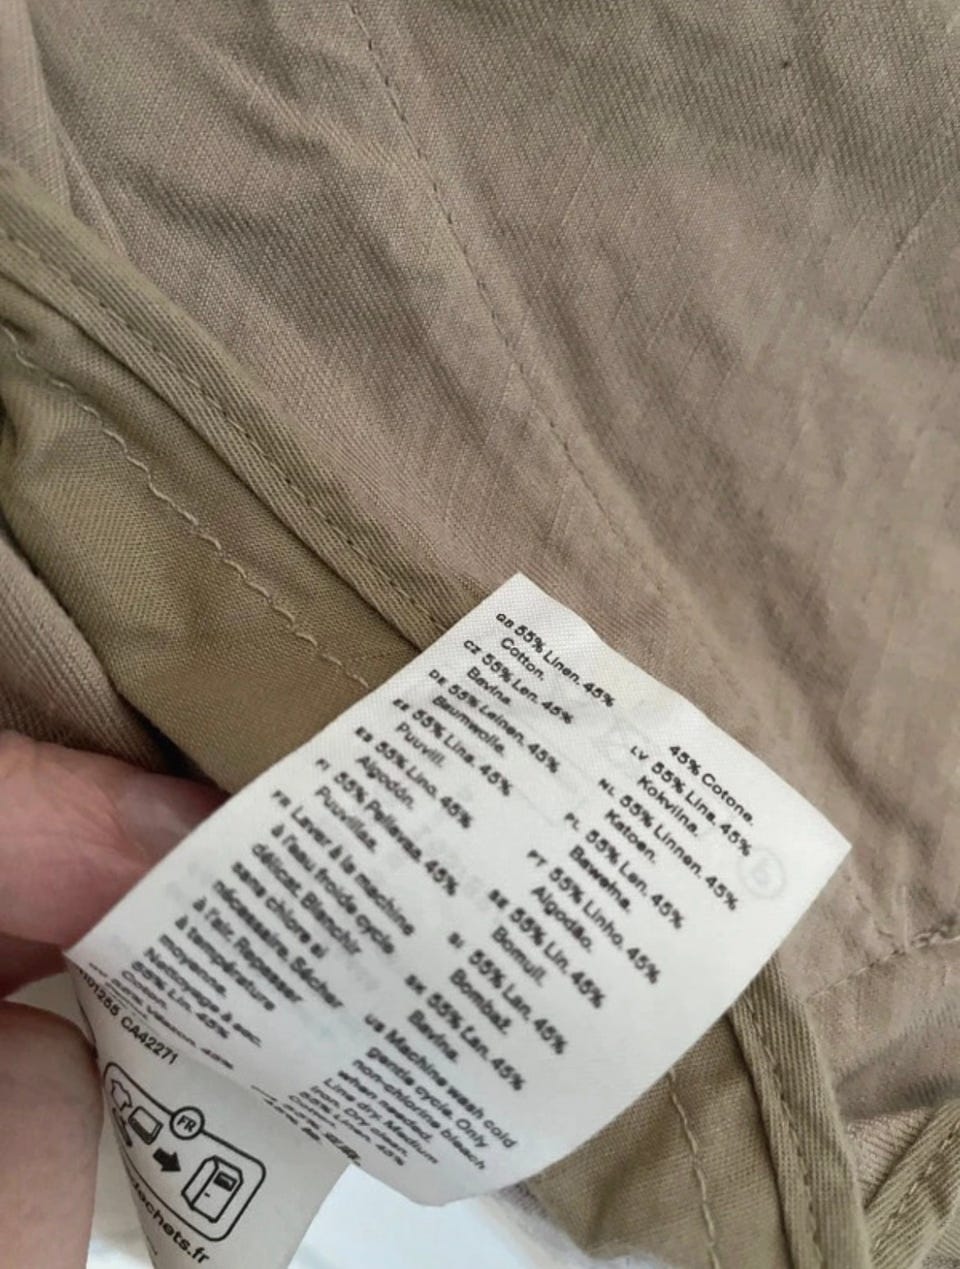 GB 55% Linen. 45%
Cotton.
CZ 55% Len. 45%
Bavlna.
DE 55% Leinen. 45%
Baumwolle.
EE 55% Lina. 45%
Puuvill.
ES 55% Lino. 45%
Algodón.
FI 55% Pellava. 45%
Puuvillaa.
FR Laver à la machine
à l'eau froide cycle
délicat. Blanchir
sans chlore si
nécessaire. Sécher
à l'air. Repasser
à température
moyenne.
Nettoyage à sec.
55% Lin. 45%
45% Cotone.
LV 55% Lins. 45%
Kokvilna.
NL 55% Linnen. 45%
Katoen.
PL 55% Len. 45%
Bawełna.
PT 55% Linho. 45%
Algodão.
SE 55% Lin. 45%
Bomull.
SI 55% Lan. 45%
Bombaž.
SK 55% Lan. 45%
Bavlna.
US Machine wash cold
gentle cycle. Only
non-chlorine bleach
when needed.
Line dry. Medium
iron. Dry clean.
55% Linen. 45%
CA42271
FR